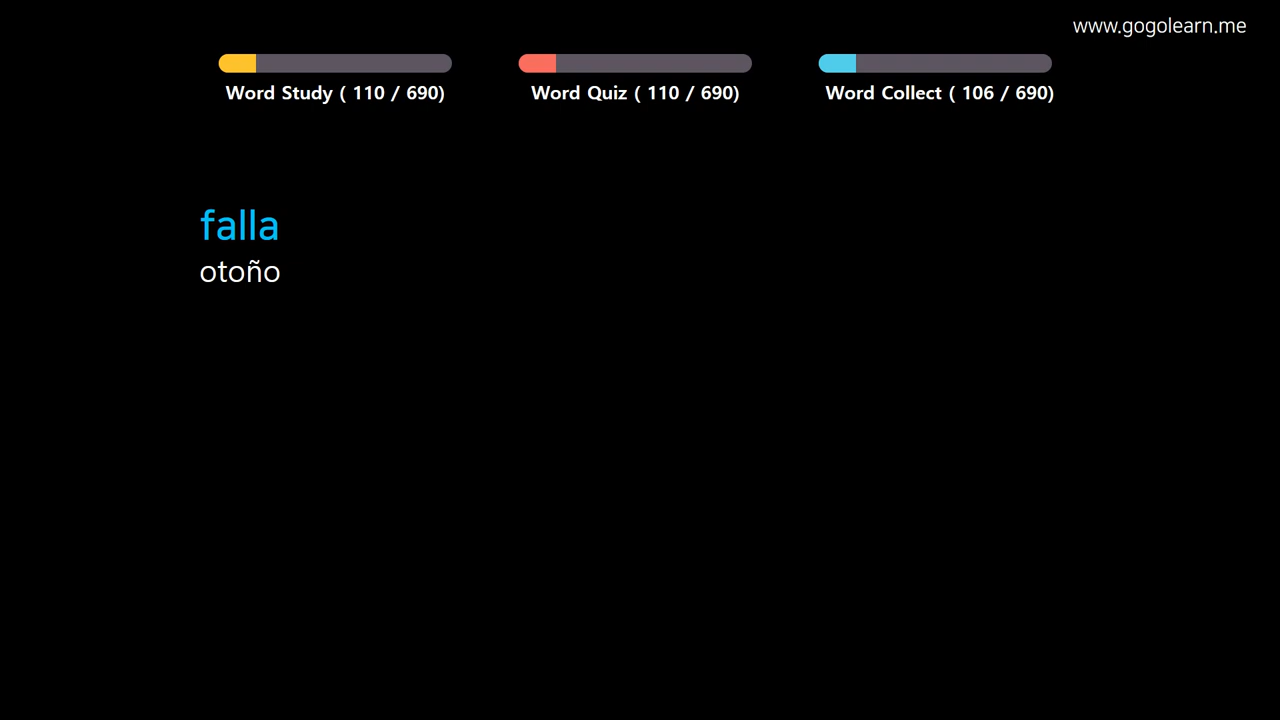 www.gogolearn.me
Word Study ( 110 / 690)
Word Quiz ( 110 / 690)
Word Collect ( 106 / 690)
falla
otoño